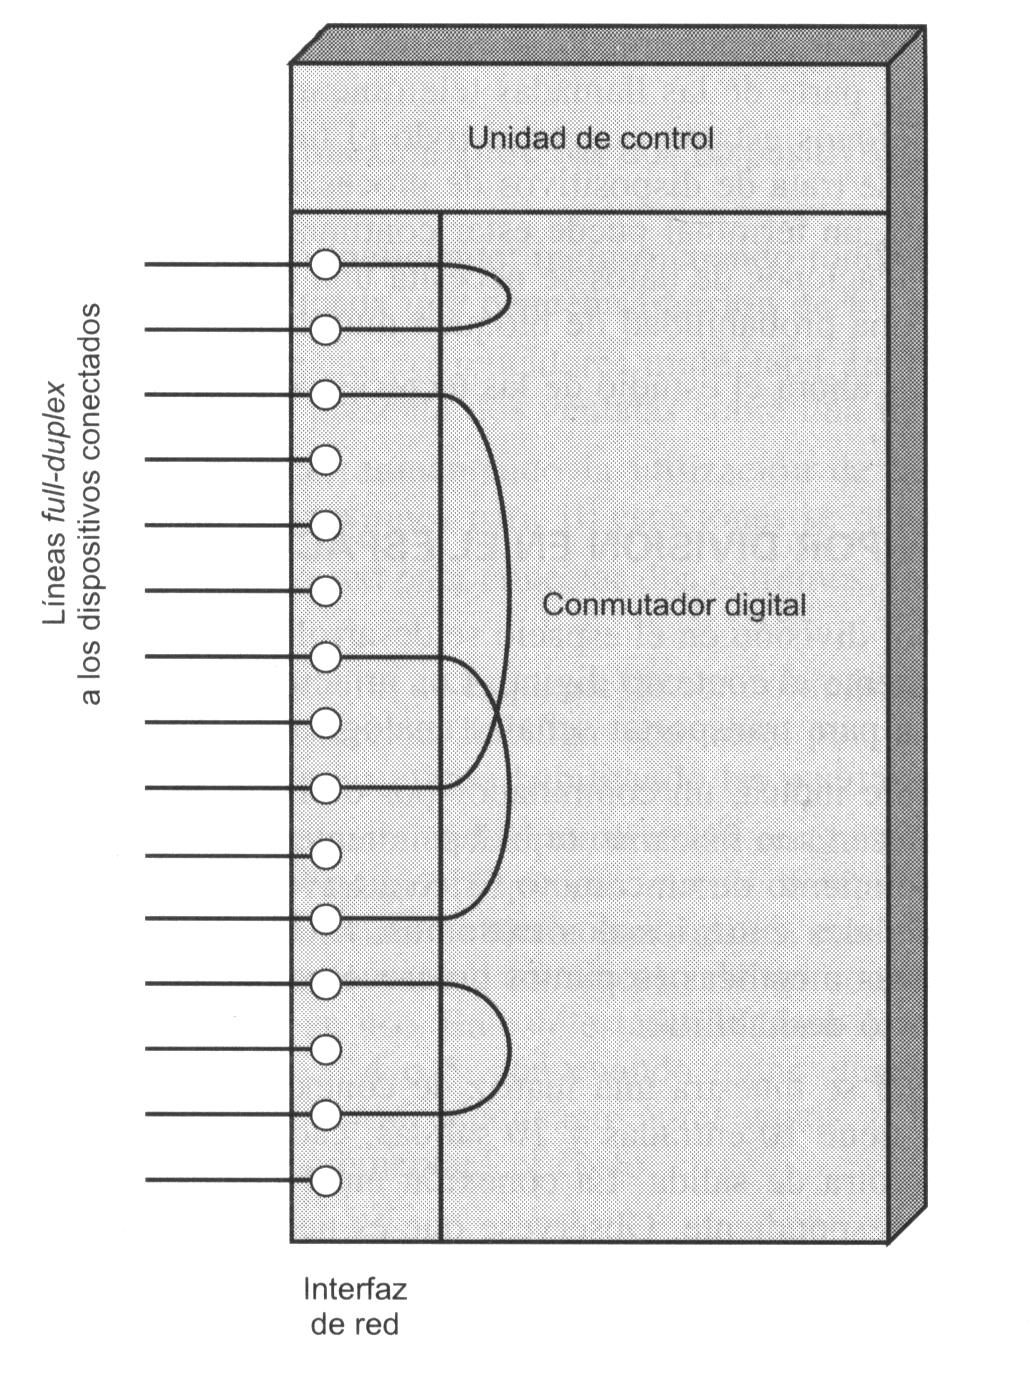 Unidad de control
Líneas full-duplex
a los dispositivos conectados
Conmutador digital
Interfaz
de red